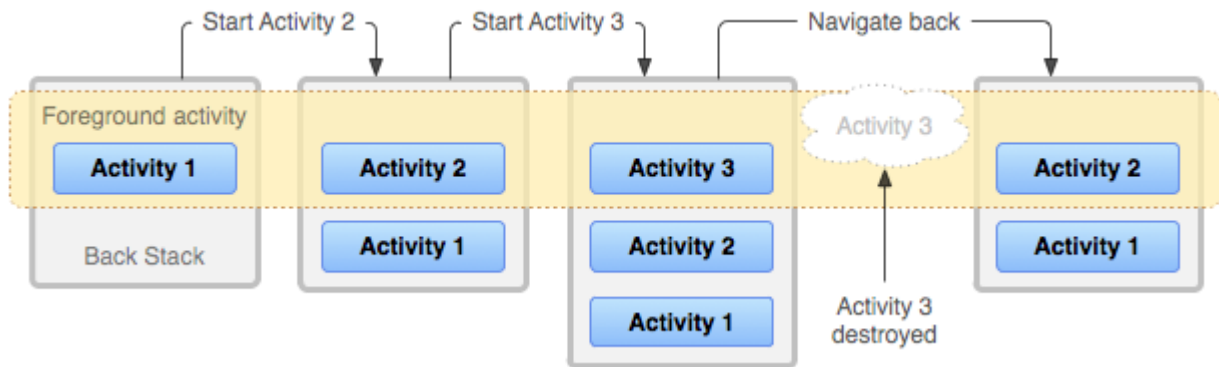 Start Activity 2
Start Activity 3
Navigate back
Foreground activity
Activity 1
Back Stack
Activity 2
Activity 1
Activity 3
Activity 2
Activity 1
Activity 3
Activity 3
destroyed
Activity 2
Activity 1